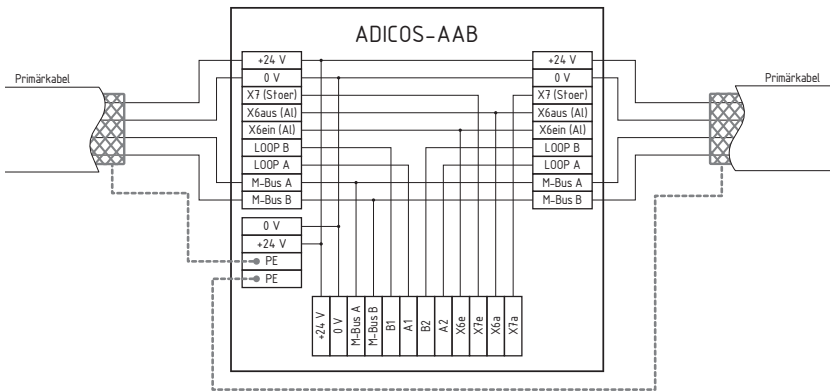 ADICOS-AAB
Primärkabel
+24 V
0 V
X7 (Stoer)
X6aus (Al)
X6ein (Al)
LOOP B
LOOP A
M-Bus A
M-Bus B
0 V
+24 V
PE
PE
+24 V
0 V
X7 (Stoer)
X6aus (Al)
X6ein (Al)
LOOP B
LOOP A
M-Bus A
M-Bus B
Primärkabel
+24 V
0 V
M-Bus A
M-Bus B
B1
A1
B2
A2
X6e
X7e
X6a
X7a